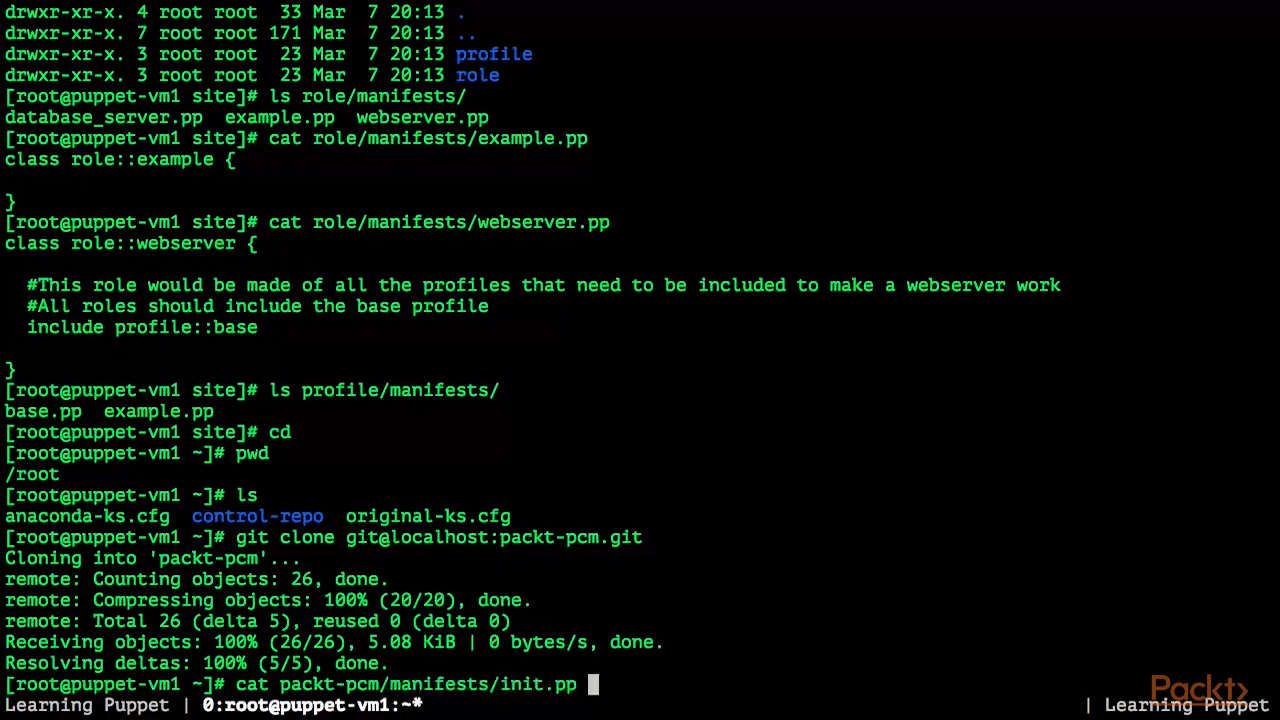 drwxr-xr-x. 4 root root  33 Mar  7 20:13 .
drwxr-xr-x. 7 root root 171 Mar  7 20:13 ..
drwxr-xr-x. 3 root root  23 Mar  7 20:13 profile
drwxr-xr-x. 3 root root  23 Mar  7 20:13 role
[root@puppet-vm1 site]# ls role/manifests/
database_server.pp  example.pp  webserver.pp
[root@puppet-vm1 site]# cat role/manifests/example.pp
class role::example {

}
[root@puppet-vm1 site]# cat role/manifests/webserver.pp
class role::webserver {

  #This role would be made of all the profiles that need to be included to make a webserver work
  #All roles should include the base profile
  include profile::base

}
[root@puppet-vm1 site]# ls profile/manifests/
base.pp  example.pp
[root@puppet-vm1 site]# cd
[root@puppet-vm1 ~]# pwd
/root
[root@puppet-vm1 ~]# ls
anaconda-ks.cfg  control-repo  original-ks.cfg
[root@puppet-vm1 ~]# git clone git@localhost:packt-pcm.git
Cloning into 'packt-pcm'...
remote: Counting objects: 26, done.
remote: Compressing objects: 100% (20/20), done.
remote: Total 26 (delta 5), reused 0 (delta 0)
Receiving objects: 100% (26/26), 5.08 KiB | 0 bytes/s, done.
Resolving deltas: 100% (5/5), done.
[root@puppet-vm1 ~]# cat packt-pcm/manifests/init.pp
Packt>
Learning Puppet | 0:root@puppet-vm1:~* | Learning Puppet